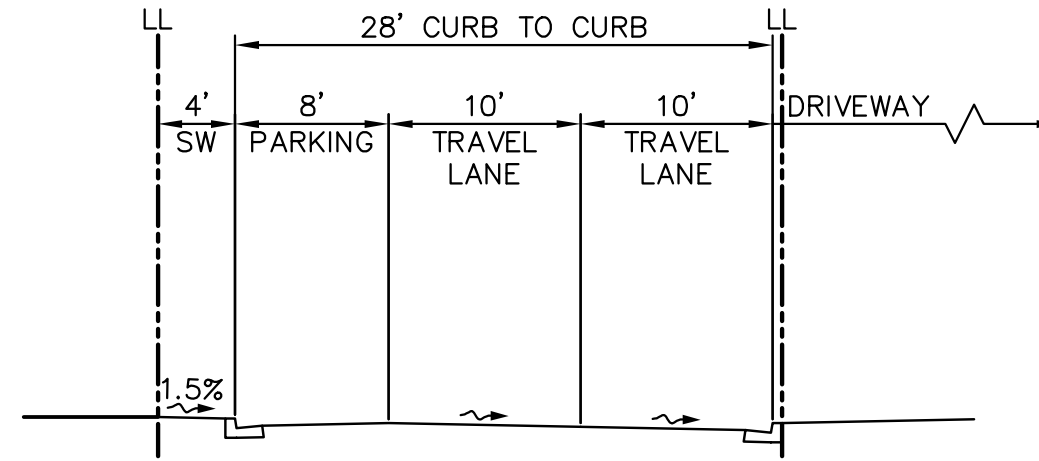 LL LL
28' CURB TO CURB
4' 8' 10' 10' DRIVEWAY
SW PARKING TRAVEL TRAVEL
LANE LANE
1.5%